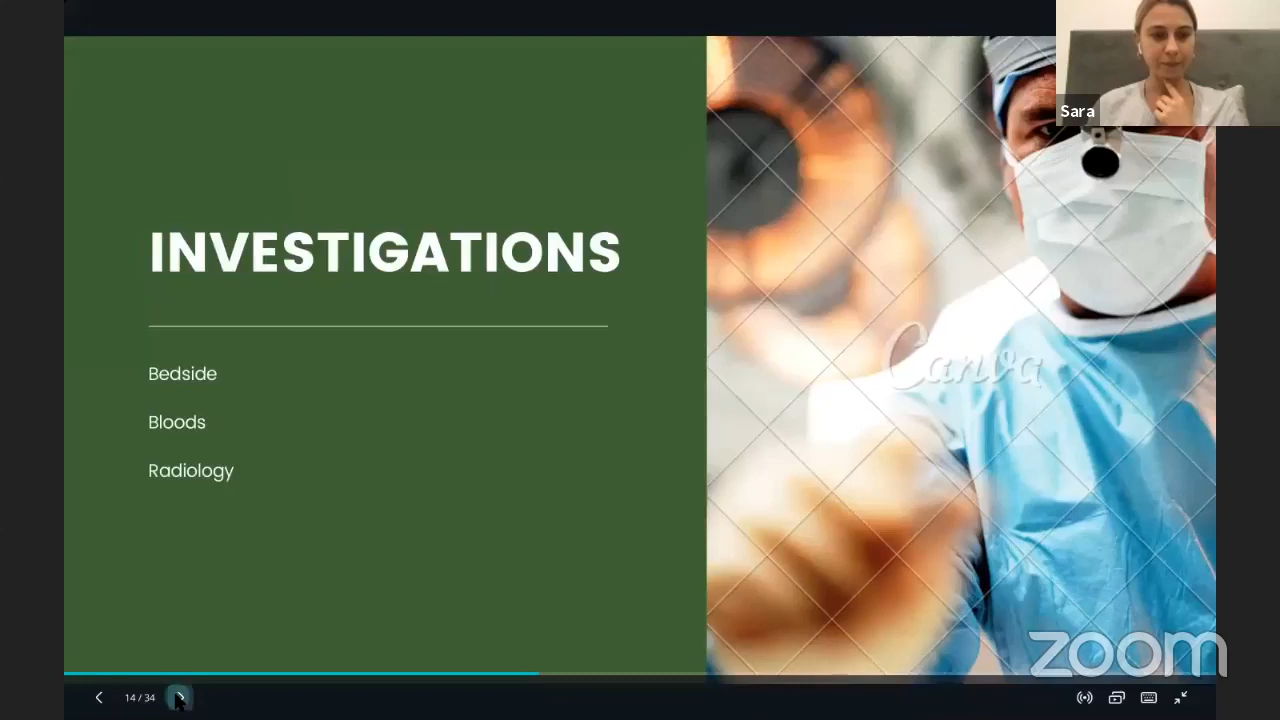 Sara
INVESTIGATIONS
Bedside
Bloods
Radiology
Canva
zoom
14 / 34